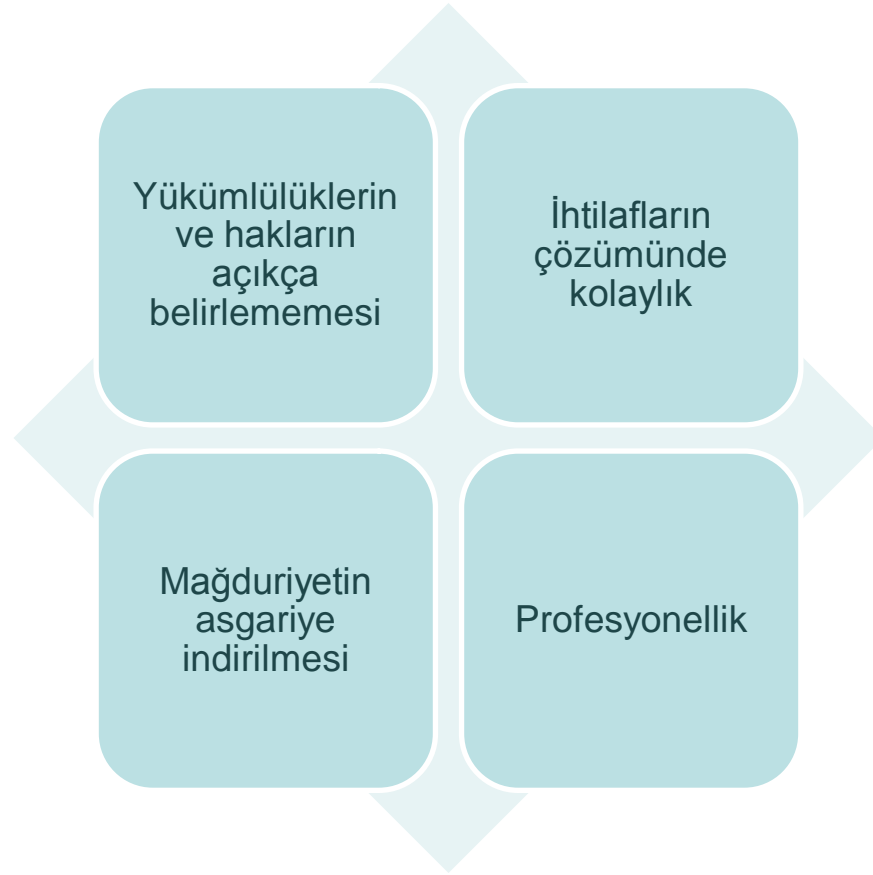 Yükümlülüklerin
ve hakların
açıkça
belirlememesi
İhtilafların
çözümünde
kolaylık
Mağduriyetin
asgariye
indirilmesi
Profesyonellik